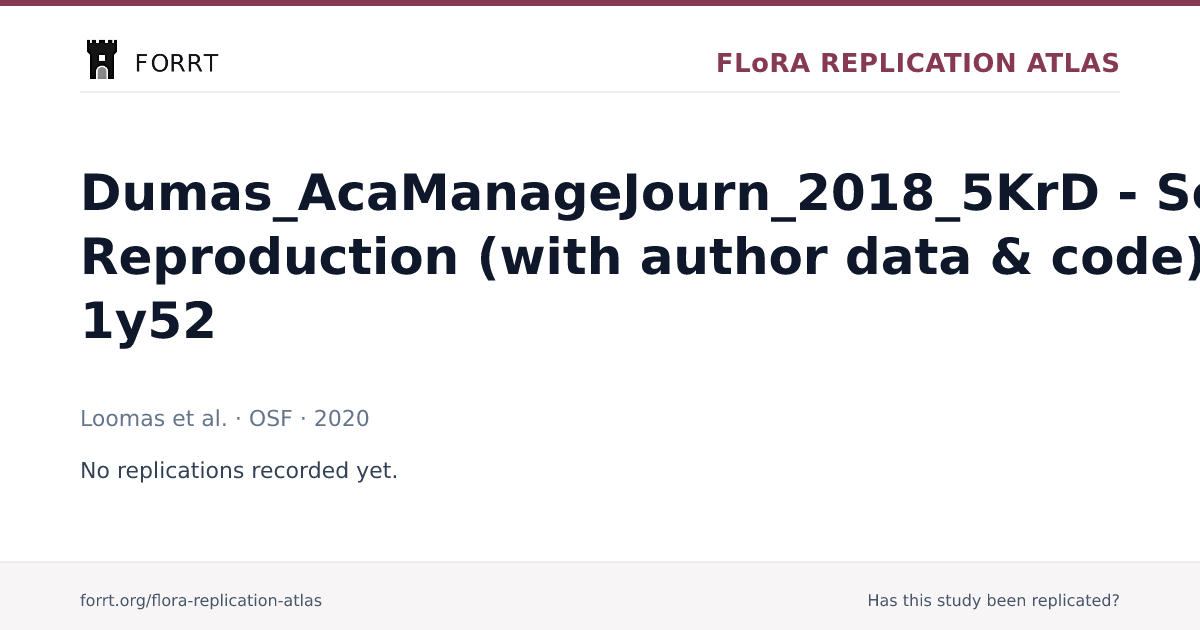 FORRT
FLoRA REPLICATION ATLAS
Dumas_AcaManageJourn_2018_5KrD -
Reproduction (with author data & code)
1y52
Loomas et al. · OSF · 2020
No replications recorded yet.
forrt.org/flora-replication-atlas
Has this study been replicated?